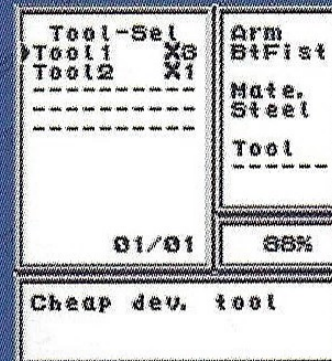 Tool-Sel
Tool1 X8
Tool2 X1
01/01
Arm
BtFist
Mate.
Steel
Tool
88%
Cheap dev. tool